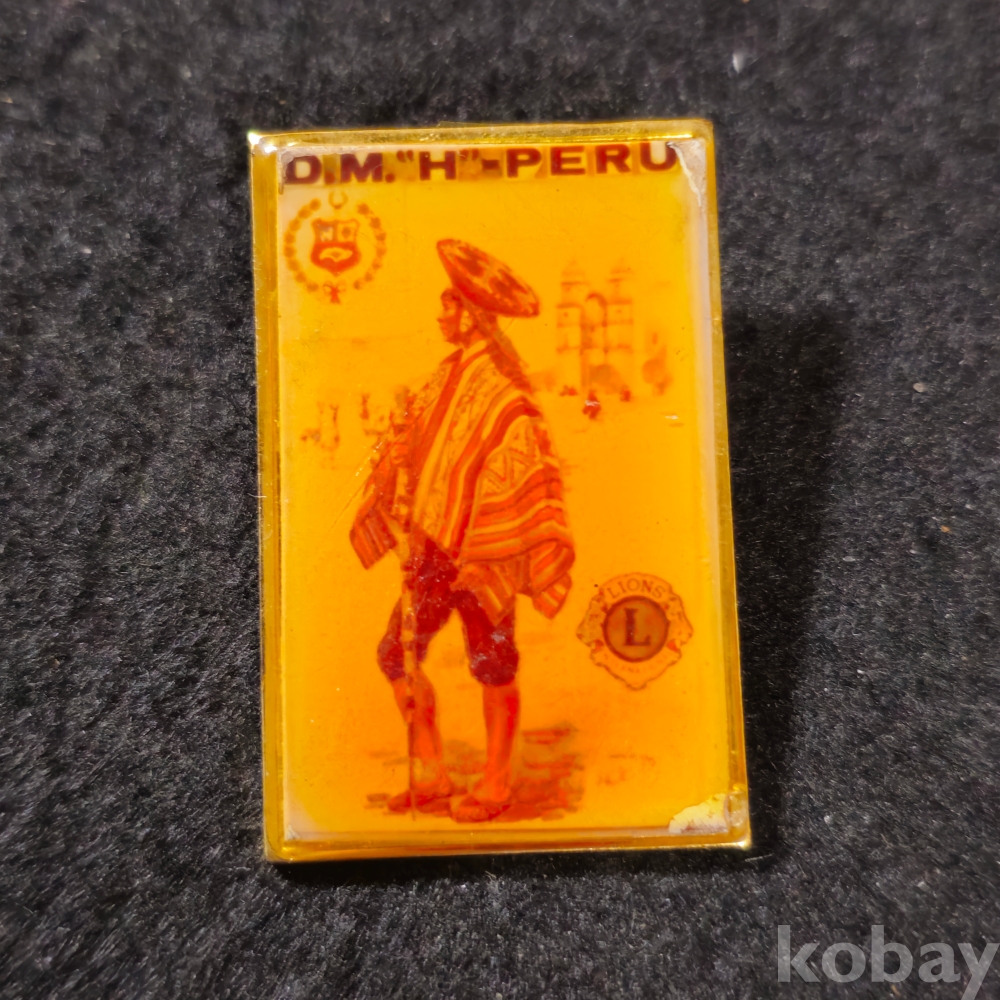 D.M. "H"-PERU
LIONS
L
kobay